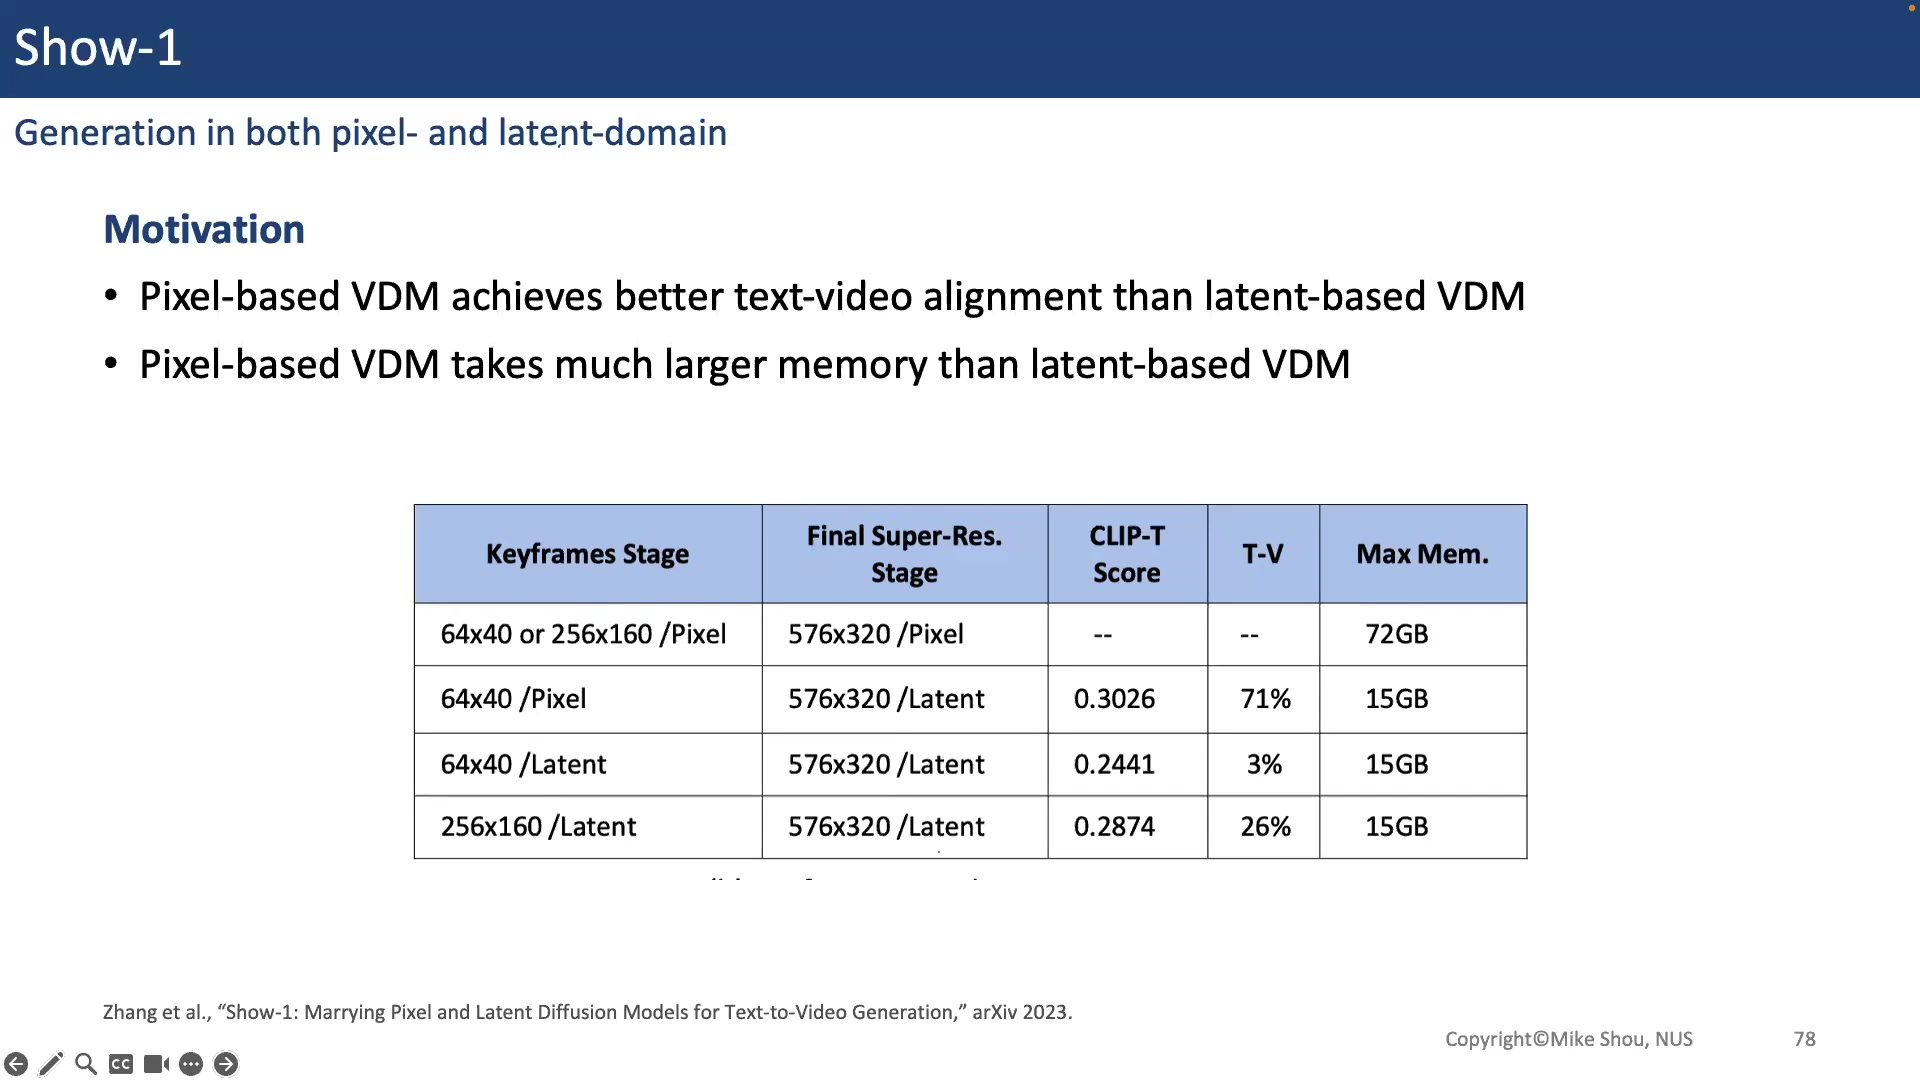 Show-1
Generation in both pixel- and latent-domain
Motivation
• Pixel-based VDM achieves better text-video alignment than latent-based VDM
• Pixel-based VDM takes much larger memory than latent-based VDM
Keyframes Stage Final Super-Res. Stage CLIP-T Score T-V Max Mem.
64x40 or 256x160 /Pixel 576x320 /Pixel -- -- 72GB
64x40 /Pixel 576x320 /Latent 0.3026 71% 15GB
64x40 /Latent 576x320 /Latent 0.2441 3% 15GB
256x160 /Latent 576x320 /Latent 0.2874 26% 15GB
Zhang et al., “Show-1: Marrying Pixel and Latent Diffusion Models for Text-to-Video Generation,” arXiv 2023.
Copyright©Mike Shou, NUS 78
CC